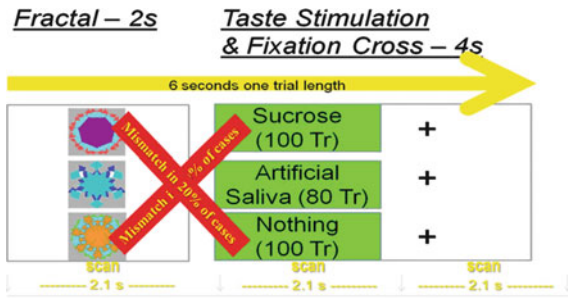 Fractal – 2s
Taste Stimulation
& Fixation Cross – 4s
6 seconds one trial length
Mismatch in 20% of cases
Mismatch – % of cases
Sucrose
(100 Tr)
+
Artificial
Saliva (80 Tr)
+
Nothing
(100 Tr)
+
scan
scan
scan
--------- 2.1 s ---------
--------- 2.1 s ---------
--------- 2.1 s ---------